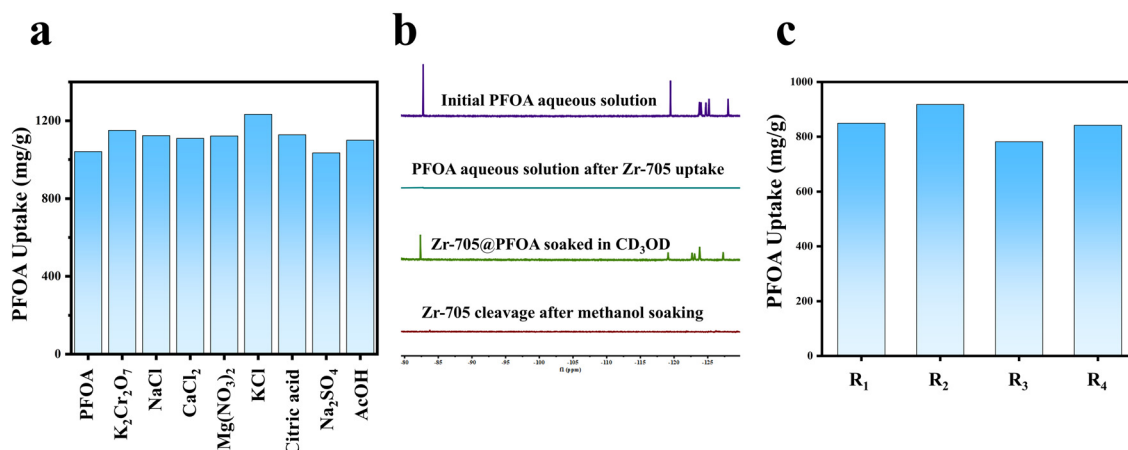 a
PFOA Uptake (mg/g)
1200
800
400
0
PFOA
K₂Cr₂O₇
NaCl
CaCl₂
Mg(NO₃)₂
KCl
Citric acid
Na₂SO₄
AcOH
b
Initial PFOA aqueous solution
PFOA aqueous solution after Zr-705 uptake
Zr-705@PFOA soaked in CD₃OD
Zr-705 cleavage after methanol soaking
-80 -85 -90 -95 -100 -105 -110 -115 -120 -125
f1 (ppm)
c
PFOA Uptake (mg/g)
1000
800
600
400
200
0
R₁ R₂ R₃ R₄